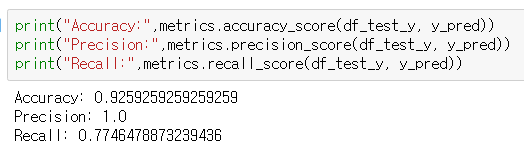 print("Accuracy:",metrics.accuracy_score(df_test_y, y_pred))
print("Precision:",metrics.precision_score(df_test_y, y_pred))
print("Recall:",metrics.recall_score(df_test_y, y_pred))
Accuracy: 0.9259259259259259
Precision: 1.0
Recall: 0.7746478873239436